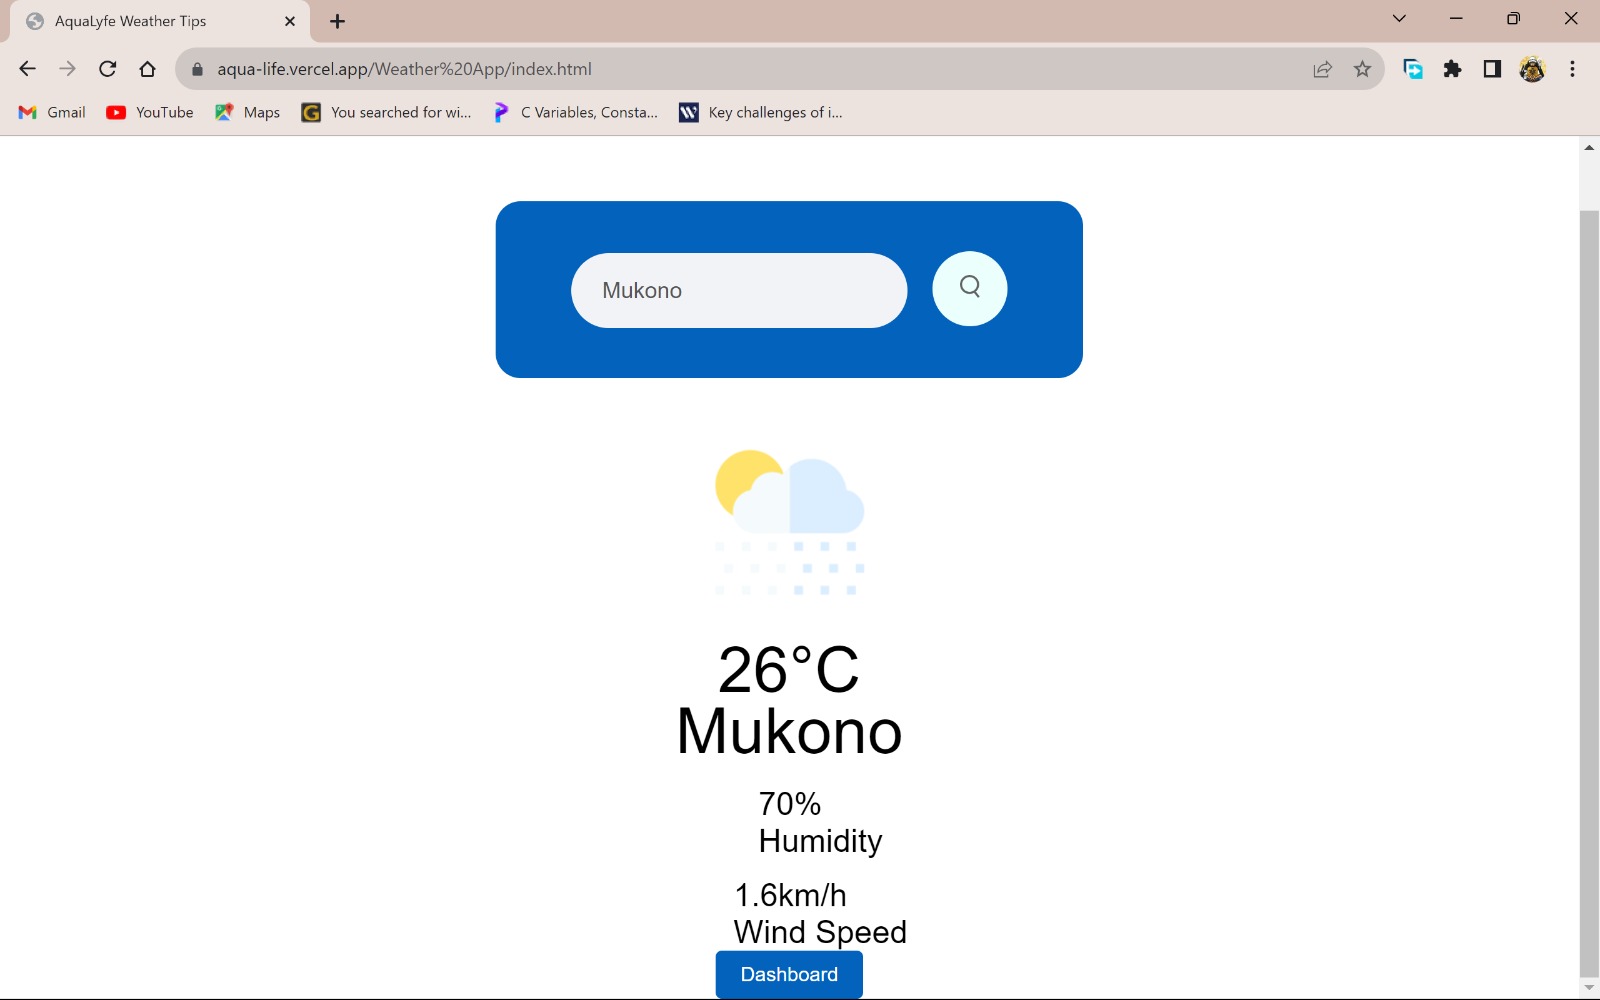 AquaLyfe Weather Tips
aqua-life.vercel.app/Weather%20App/index.html
Gmail YouTube Maps You searched for wi... C Variables, Consta... Key challenges of i...
Mukono
26°C
Mukono
70%
Humidity
1.6km/h
Wind Speed
Dashboard